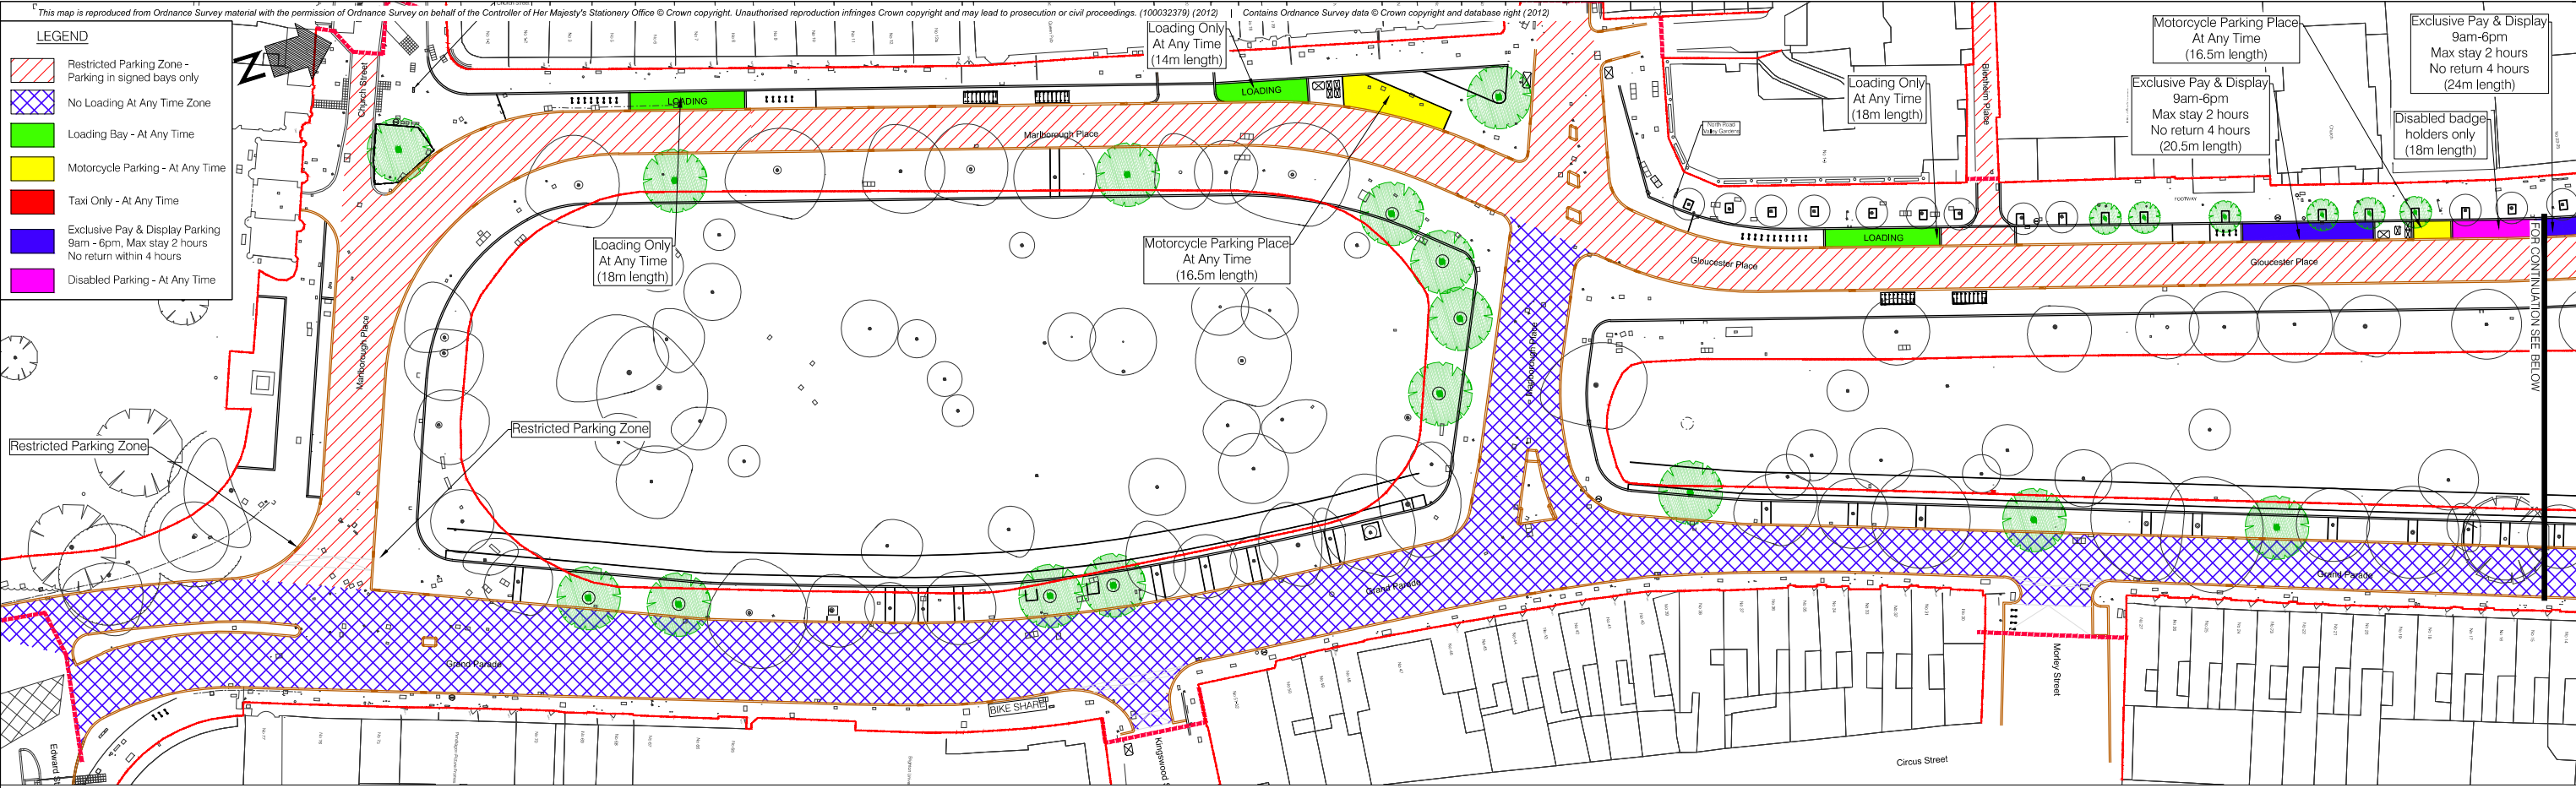 This map is reproduced from Ordnance Survey material with the permission of Ordnance Survey on behalf of the Controller of Her Majesty's Stationery Office © Crown copyright. Unauthorised reproduction infringes Crown copyright and may lead to prosecution or civil proceedings. (100032379) (2012) | Contains Ordnance Survey data © Crown copyright and database right (2012)
LEGEND
Restricted Parking Zone -
Parking in signed bays only
No Loading At Any Time Zone
Loading Bay - At Any Time
Motorcycle Parking - At Any Time
Taxi Only - At Any Time
Exclusive Pay & Display Parking
9am - 6pm, Max stay 2 hours
No return within 4 hours
Disabled Parking - At Any Time
N
Church Street
Loading Only
At Any Time
(14m length)
LOADING
LOADING
Marlborough Place
Loading Only
At Any Time
(18m length)
Motorcycle Parking Place
At Any Time
(16.5m length)
Marlborough Place
Restricted Parking Zone
Restricted Parking Zone
Marlborough Place
Grand Parade
Grand Parade
BIKE SHARE
Edward St
Kingswood S
North Road
Valley Gardens
Loading Only
At Any Time
(18m length)
Blenheim Place
LOADING
Gloucester Place
Motorcycle Parking Place
At Any Time
(16.5m length)
Exclusive Pay & Display
9am-6pm
Max stay 2 hours
No return 4 hours
(20.5m length)
Exclusive Pay & Display
9am-6pm
Max stay 2 hours
No return 4 hours
(24m length)
Disabled badge
holders only
(18m length)
Church
FOOTWAY
Gloucester Place
FOR CONTINUATION SEE BELOW
Grand Parade
Morley Street
Circus Street